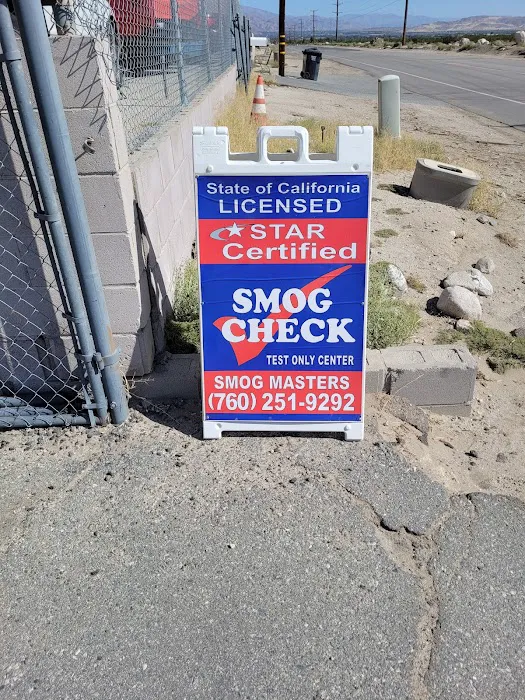 State of California
LICENSED
STAR
Certified
SMOG
CHECK
TEST ONLY CENTER
SMOG MASTERS
(760) 251-9292